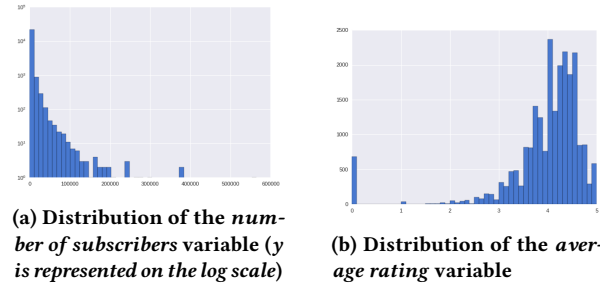 10⁵
10⁴
10³
10²
10¹
10⁰
0 100000 200000 300000 400000 500000 600000
2500
2000
1500
1000
500
0
0 1 2 3 4 5
(a) Distribution of the num-
ber of subscribers variable (y
is represented on the log scale)
(b) Distribution of the aver-
age rating variable